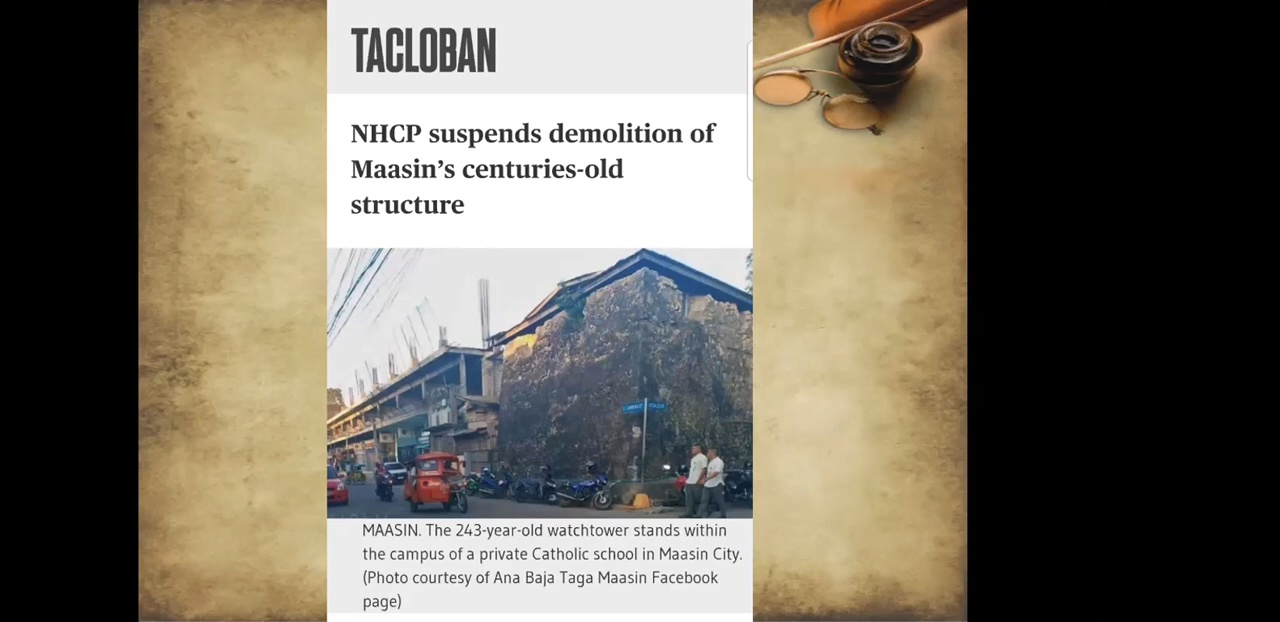 TACLOBAN
NHCP suspends demolition of
Maasin’s centuries-old
structure
MAASIN. The 243-year-old watchtower stands within
the campus of a private Catholic school in Maasin City.
(Photo courtesy of Ana Baja Taga Maasin Facebook
page)